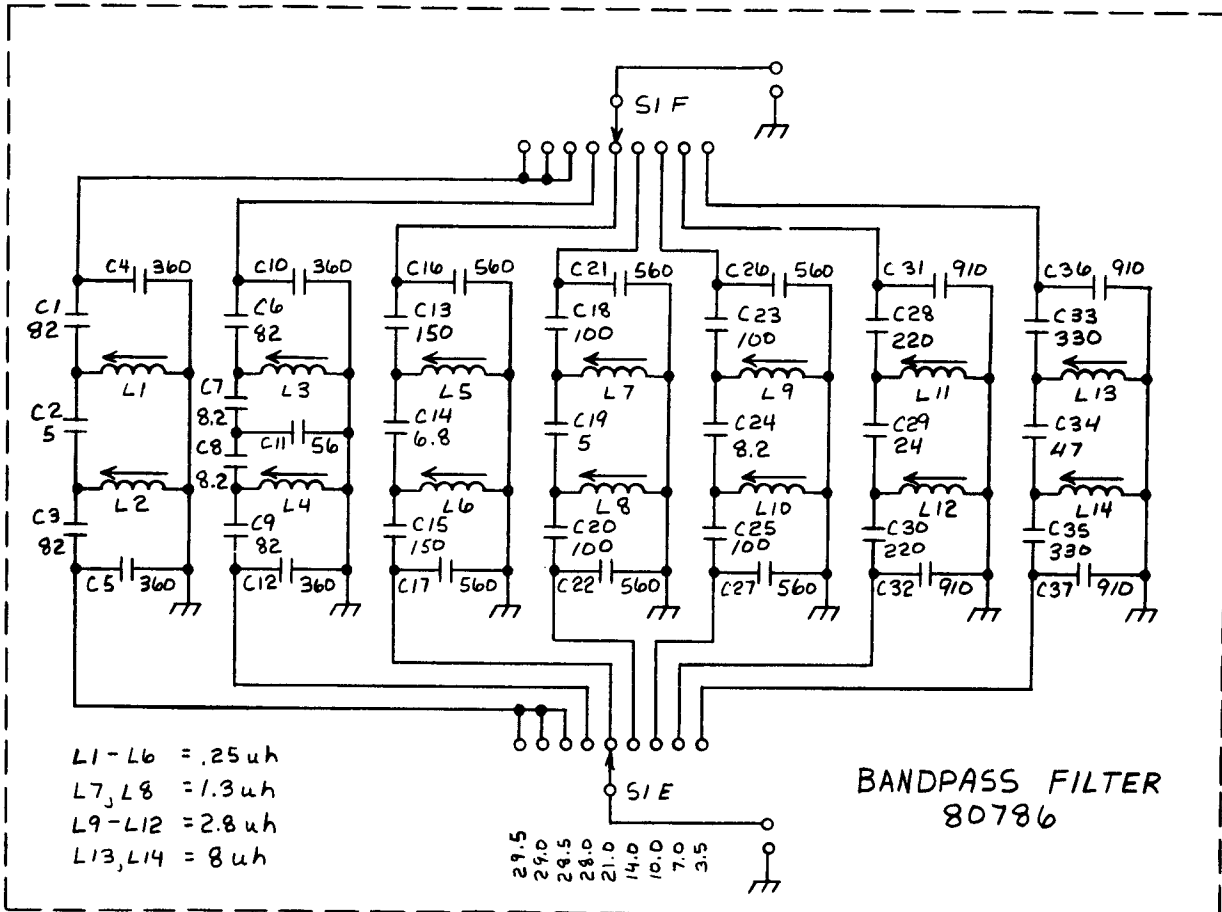 S1F
C4 360
C10 360
C16 560
C21 560
C26 560
C31 910
C36 910
C1
82
C6
82
C13
150
C18
100
C23
100
C28
220
C33
330
L1
L3
L5
L7
L9
L11
L13
C2
5
C7
8.2
C8
8.2
C11 56
C14
6.8
C19
5
C24
8.2
C29
24
C34
47
L2
L4
L6
L8
L10
L12
L14
C3
82
C9
82
C15
150
C20
100
C25
100
C30
220
C35
330
C5 360
C12 360
C17 560
C22 560
C27 560
C32 910
C37 910
L1-L6 = .25uh
L7, L8 = 1.3uh
L9-L12 = 2.8uh
L13, L14 = 8uh
S1E
29.5
29.0
28.5
28.0
21.0
14.0
10.0
7.0
3.5
BANDPASS FILTER
80786